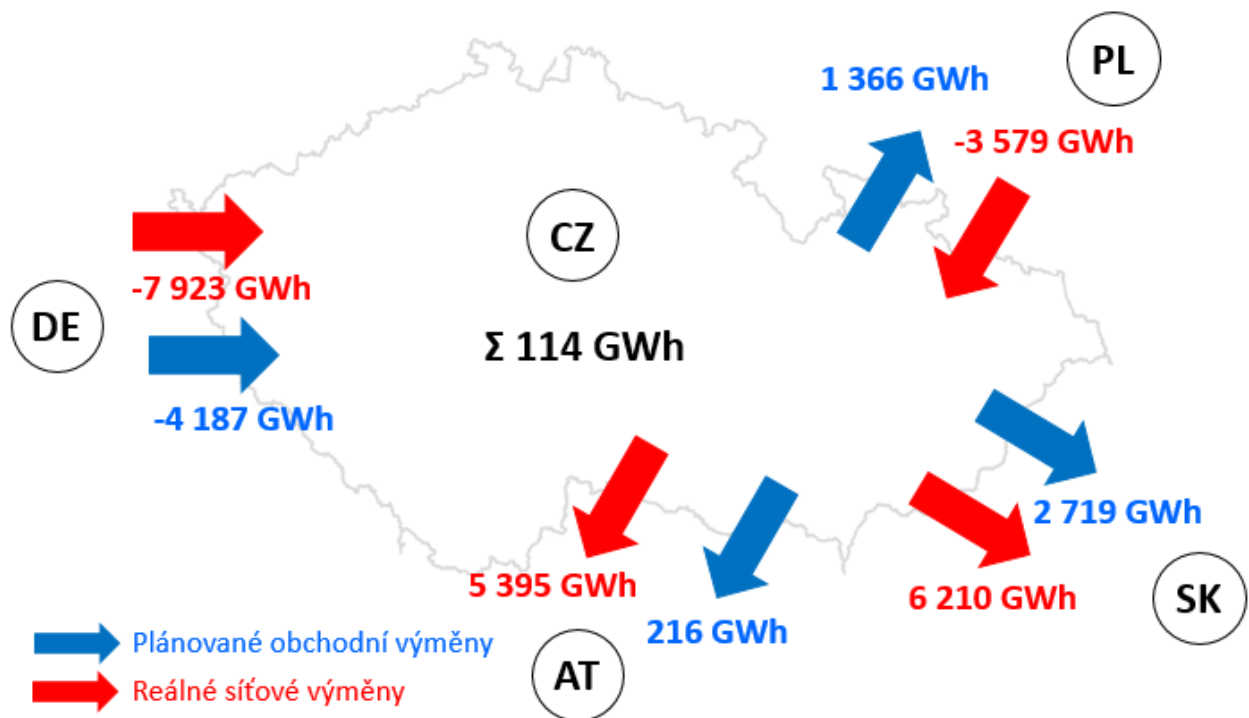 PL
1 366 GWh
-3 579 GWh
CZ
-7 923 GWh
DE
Σ 114 GWh
-4 187 GWh
2 719 GWh
5 395 GWh
6 210 GWh
SK
216 GWh
Plánované obchodní výměny
AT
Reálné síťové výměny